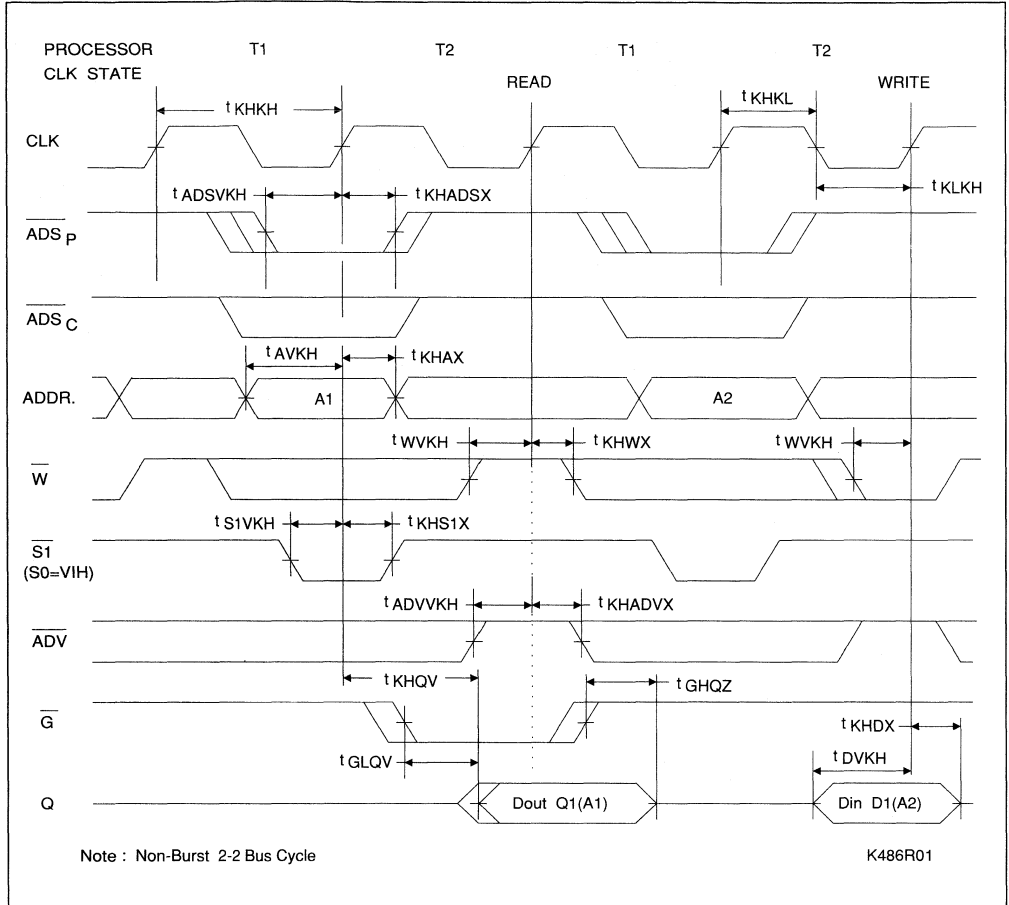 PROCESSOR T1 T2 T1 T2
CLK STATE
READ WRITE
t KHKH t KHKL
CLK
t ADSVKH t KHADSX t KLKH
ADS P
ADS C
t AVKH t KHAX
ADDR. A1 A2
t WVKH t KHWX t WVKH
W
t S1VKH t KHS1X
S1
(S0=VIH)
t ADVVKH t KHADVX
ADV
t KHQV t GHQZ
G
t KHDX
t GLQV t DVKH
Q Dout Q1(A1) Din D1(A2)
Note : Non-Burst 2-2 Bus Cycle K486R01